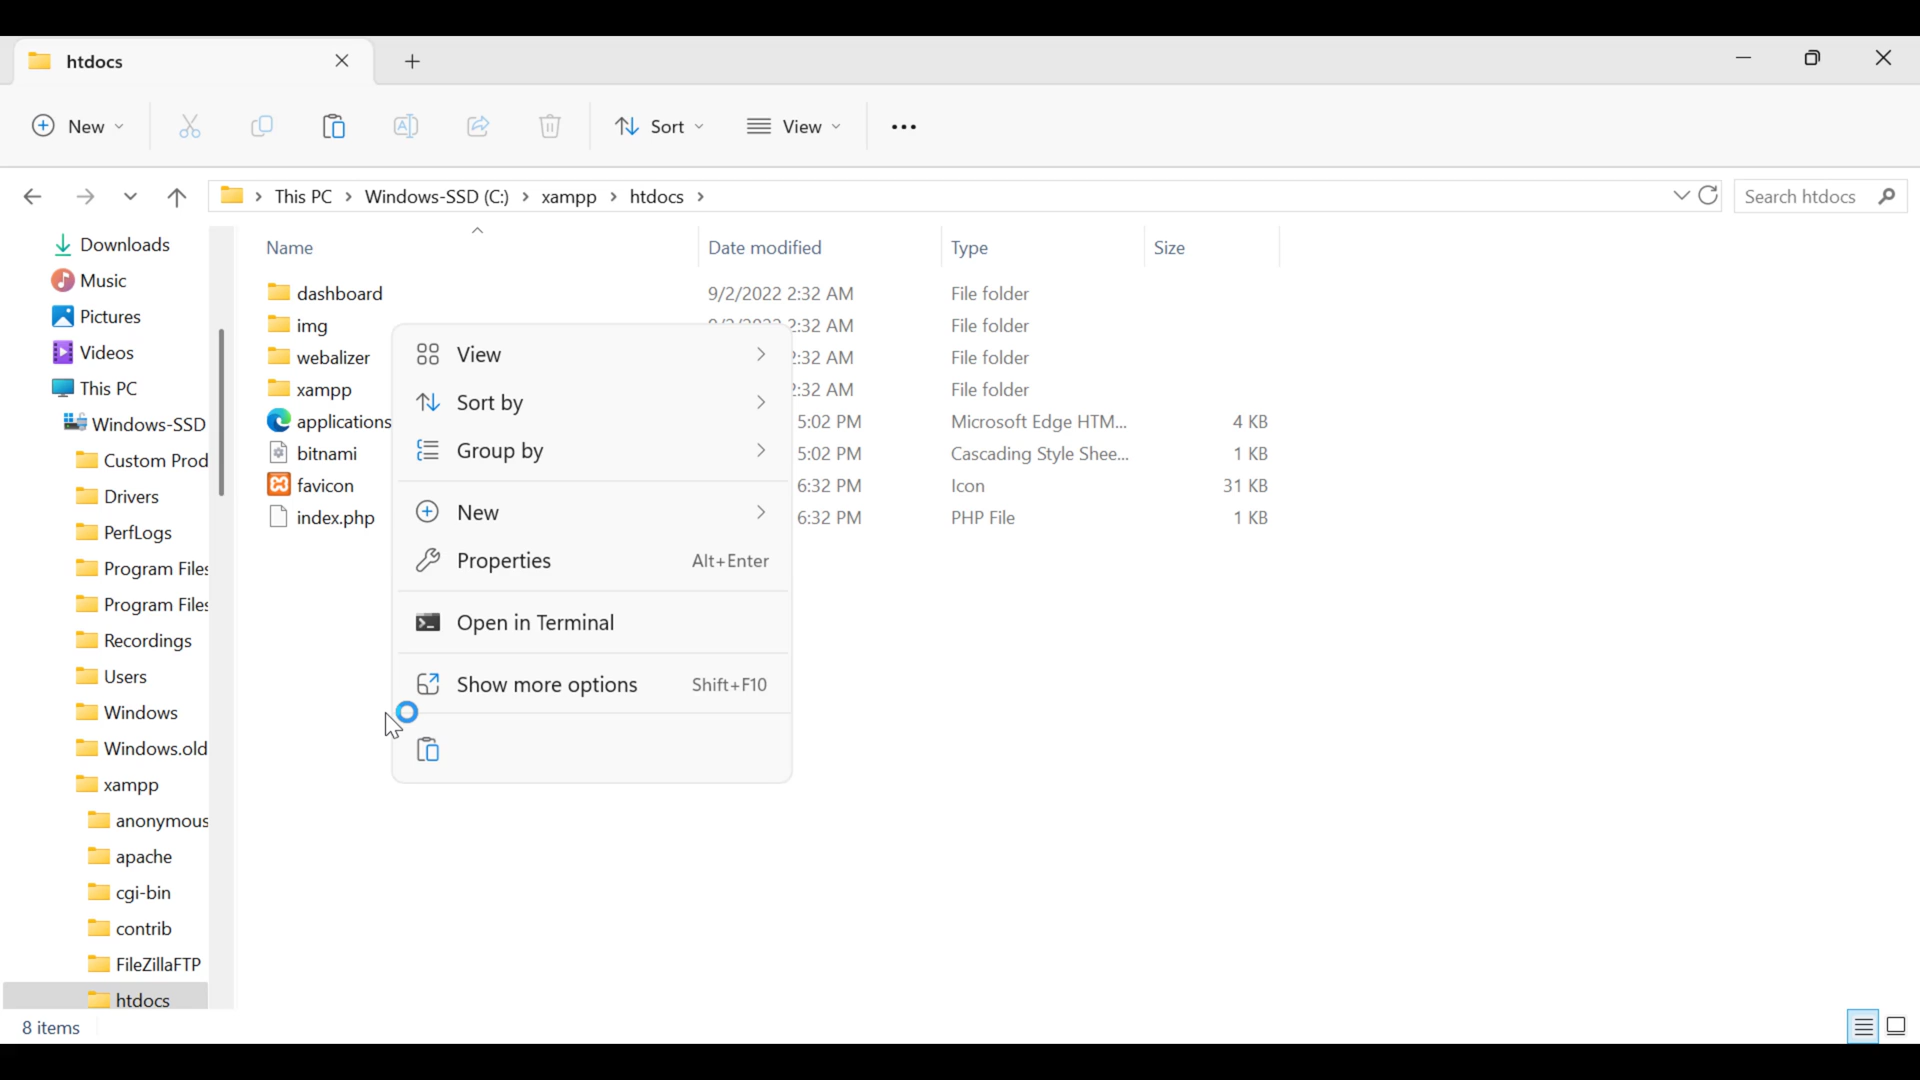 htdocs
New
Sort
View
This PC
Windows-SSD (C:)
xampp
htdocs
Search htdocs
Downloads
Music
Pictures
Videos
This PC
Windows-SSD
Custom Prod
Drivers
PerfLogs
Program Files
Program Files
Recordings
Users
Windows
Windows.old
xampp
anonymous
apache
cgi-bin
contrib
FileZillaFTP
htdocs
Name Date modified Type Size
dashboard 9/2/2022 2:32 AM File folder
img 2:32 AM File folder
webalizer 2:32 AM File folder
xampp 2:32 AM File folder
applications 5:02 PM Microsoft Edge HTM... 4 KB
bitnami 5:02 PM Cascading Style Shee... 1 KB
favicon 6:32 PM Icon 31 KB
index.php 6:32 PM PHP File 1 KB
View
Sort by
Group by
New
Properties Alt+Enter
Open in Terminal
Show more options Shift+F10
8 items